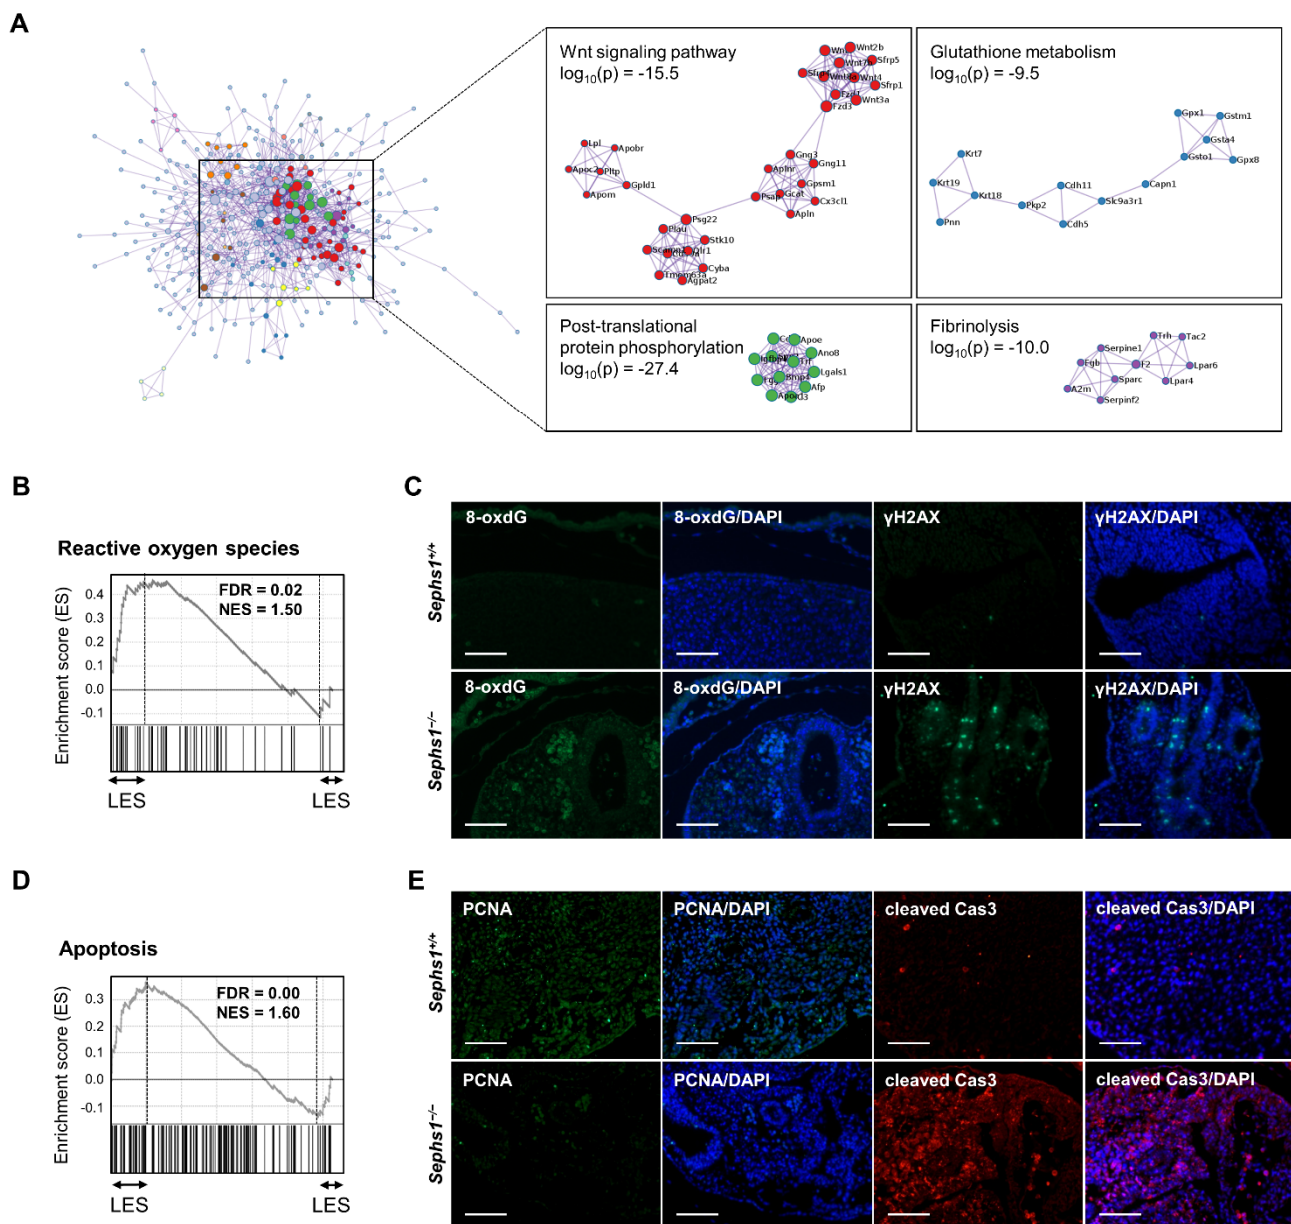 A
Wnt signaling pathway
log10(p) = -15.5
Wnt2b
Wnt7b
Sfrp5
Wnt4
Sfrp1
Fzd1
Wnt3a
Fzd3
Lpl
Apobr
Apoc2
Pltp
Gpld1
Apom
Gng3
Gng11
Aplnr
Gpsm1
Gcat
Psap
Cx3cl1
Apln
Psg22
Plau
Stk10
Olr1
Cyba
Tmem63a
Agpat2
Glutathione metabolism
log10(p) = -9.5
Gpx1
Gstm1
Gsta4
Gsto1
Gpx8
Krt7
Krt19
Krt18
Cdh11
Capn1
Pkp2
Slc9a3r1
Pnn
Cdh5
Post-translational
protein phosphorylation
log10(p) = -27.4
Apoe
Ano8
Trf
Lgals1
Bmp4
Afp
Fibrinolysis
log10(p) = -10.0
Trh
Tac2
Serpine1
Fgb
F2
Lpar6
Sparc
Lpar4
A2m
Serpinf2
B
Reactive oxygen species
Enrichment score (ES)
0.4
0.3
0.2
0.1
0.0
-0.1
FDR = 0.02
NES = 1.50
LES
LES
C
Sephs1+/+
8-oxdG
8-oxdG/DAPI
γH2AX
γH2AX/DAPI
Sephs1−/−
8-oxdG
8-oxdG/DAPI
γH2AX
γH2AX/DAPI
D
Apoptosis
Enrichment score (ES)
0.3
0.2
0.1
0.0
-0.1
FDR = 0.00
NES = 1.60
LES
LES
E
Sephs1+/+
PCNA
PCNA/DAPI
cleaved Cas3
cleaved Cas3/DAPI
Sephs1−/−
PCNA
PCNA/DAPI
cleaved Cas3
cleaved Cas3/DAPI